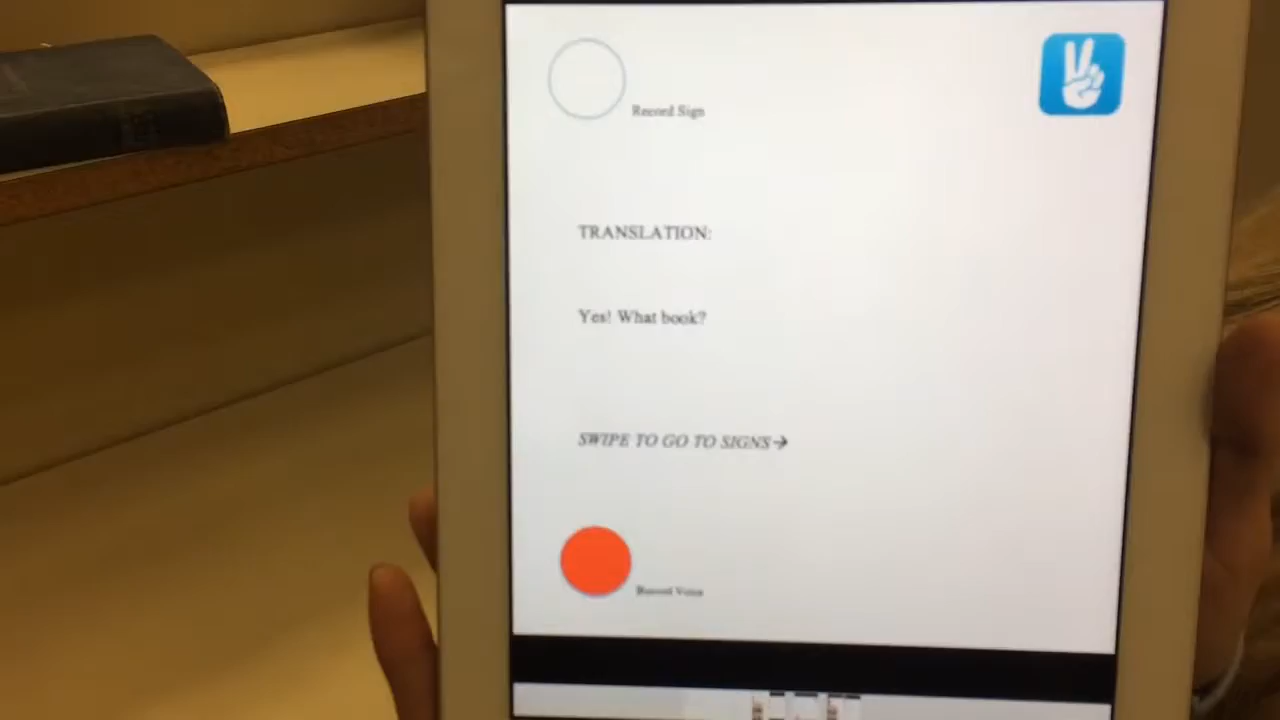 Record Sign
TRANSLATION:
Yes! What book?
SWIPE TO GO TO SIGNS→
Record Voice